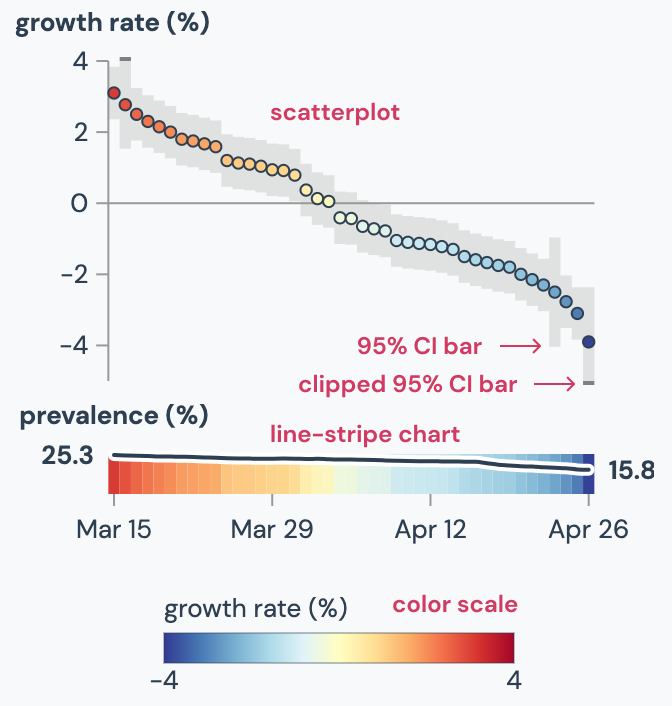 growth rate (%)
4
scatterplot
2
0
−2
−4
95% CI bar
clipped 95% CI bar
prevalence (%)
line-stripe chart
25.3
15.8
Mar 15 Mar 29 Apr 12 Apr 26
growth rate (%) color scale
−4 4